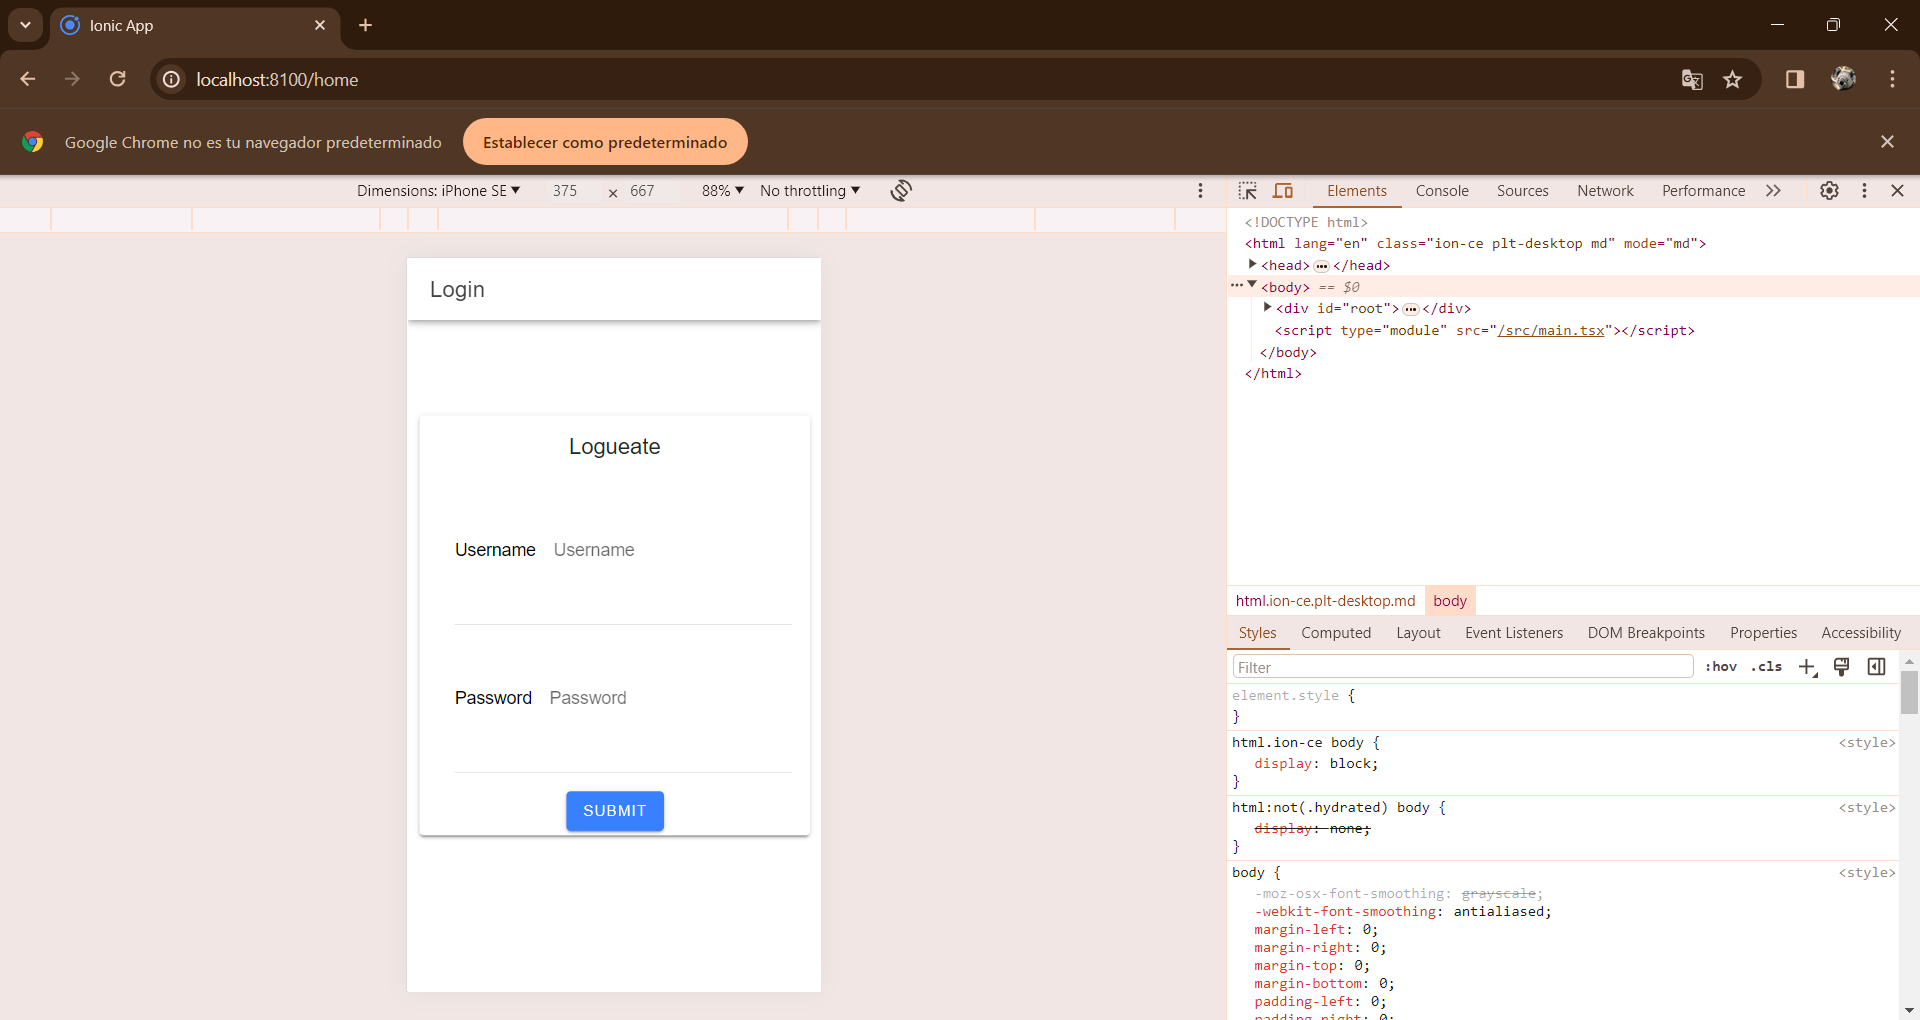 Ionic App
localhost:8100/home
Google Chrome no es tu navegador predeterminado Establecer como predeterminado
Dimensions: iPhone SE 375 × 667 88% No throttling
Login
Logueate
Username Username
Password Password
SUBMIT
Elements Console Sources Network Performance
<!DOCTYPE html>
<html lang="en" class="ion-ce plt-desktop md" mode="md">
<head> ••• </head>
••• <body> == $0
<div id="root"> ••• </div>
<script type="module" src="/src/main.tsx"></script>
</body>
</html>
html.ion-ce.plt-desktop.md body
Styles Computed Layout Event Listeners DOM Breakpoints Properties Accessibility
Filter :hov .cls
element.style {
}
html.ion-ce body { <style>
display: block;
}
html:not(.hydrated) body { <style>
display: none;
}
body { <style>
-moz-osx-font-smoothing: grayscale;
-webkit-font-smoothing: antialiased;
margin-left: 0;
margin-right: 0;
margin-top: 0;
margin-bottom: 0;
padding-left: 0;
padding-right: 0;